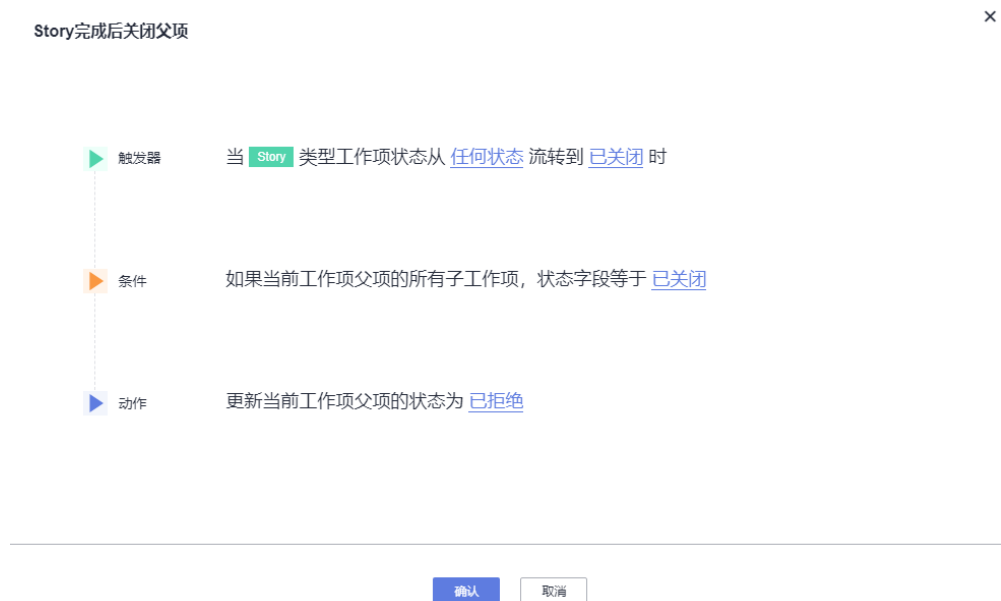 Story完成后关闭父项
触发器 当 Story 类型工作项状态从 任何状态 流转到 已关闭 时
条件 如果当前工作项父项的所有子工作项，状态字段等于 已关闭
动作 更新当前工作项父项的状态为 已拒绝
确认 取消